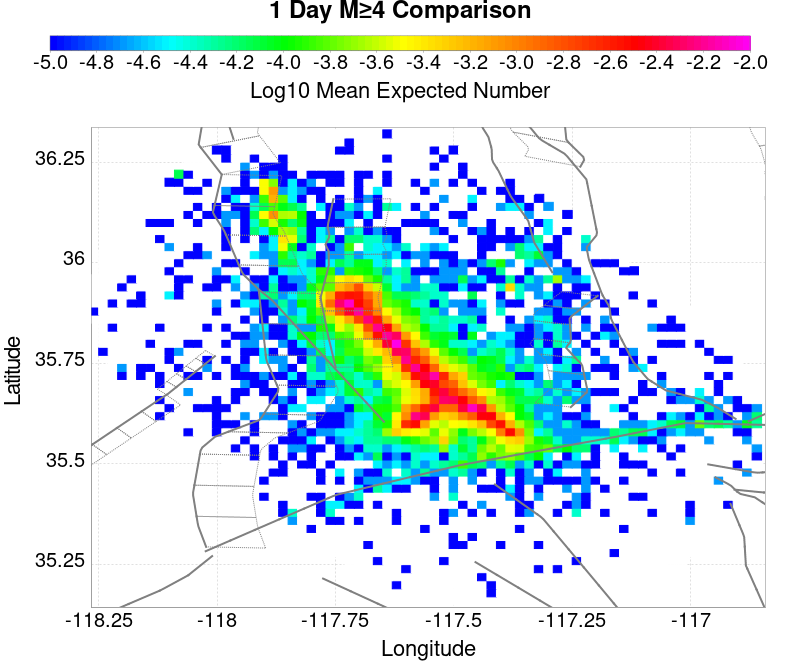 1 Day M≥4 Comparison
-5.0 -4.8 -4.6 -4.4 -4.2 -4.0 -3.8 -3.6 -3.4 -3.2 -3.0 -2.8 -2.6 -2.4 -2.2 -2.0
Log10 Mean Expected Number
36.25
36
35.75
35.5
35.25
Latitude
-118.25 -118 -117.75 -117.5 -117.25 -117
Longitude